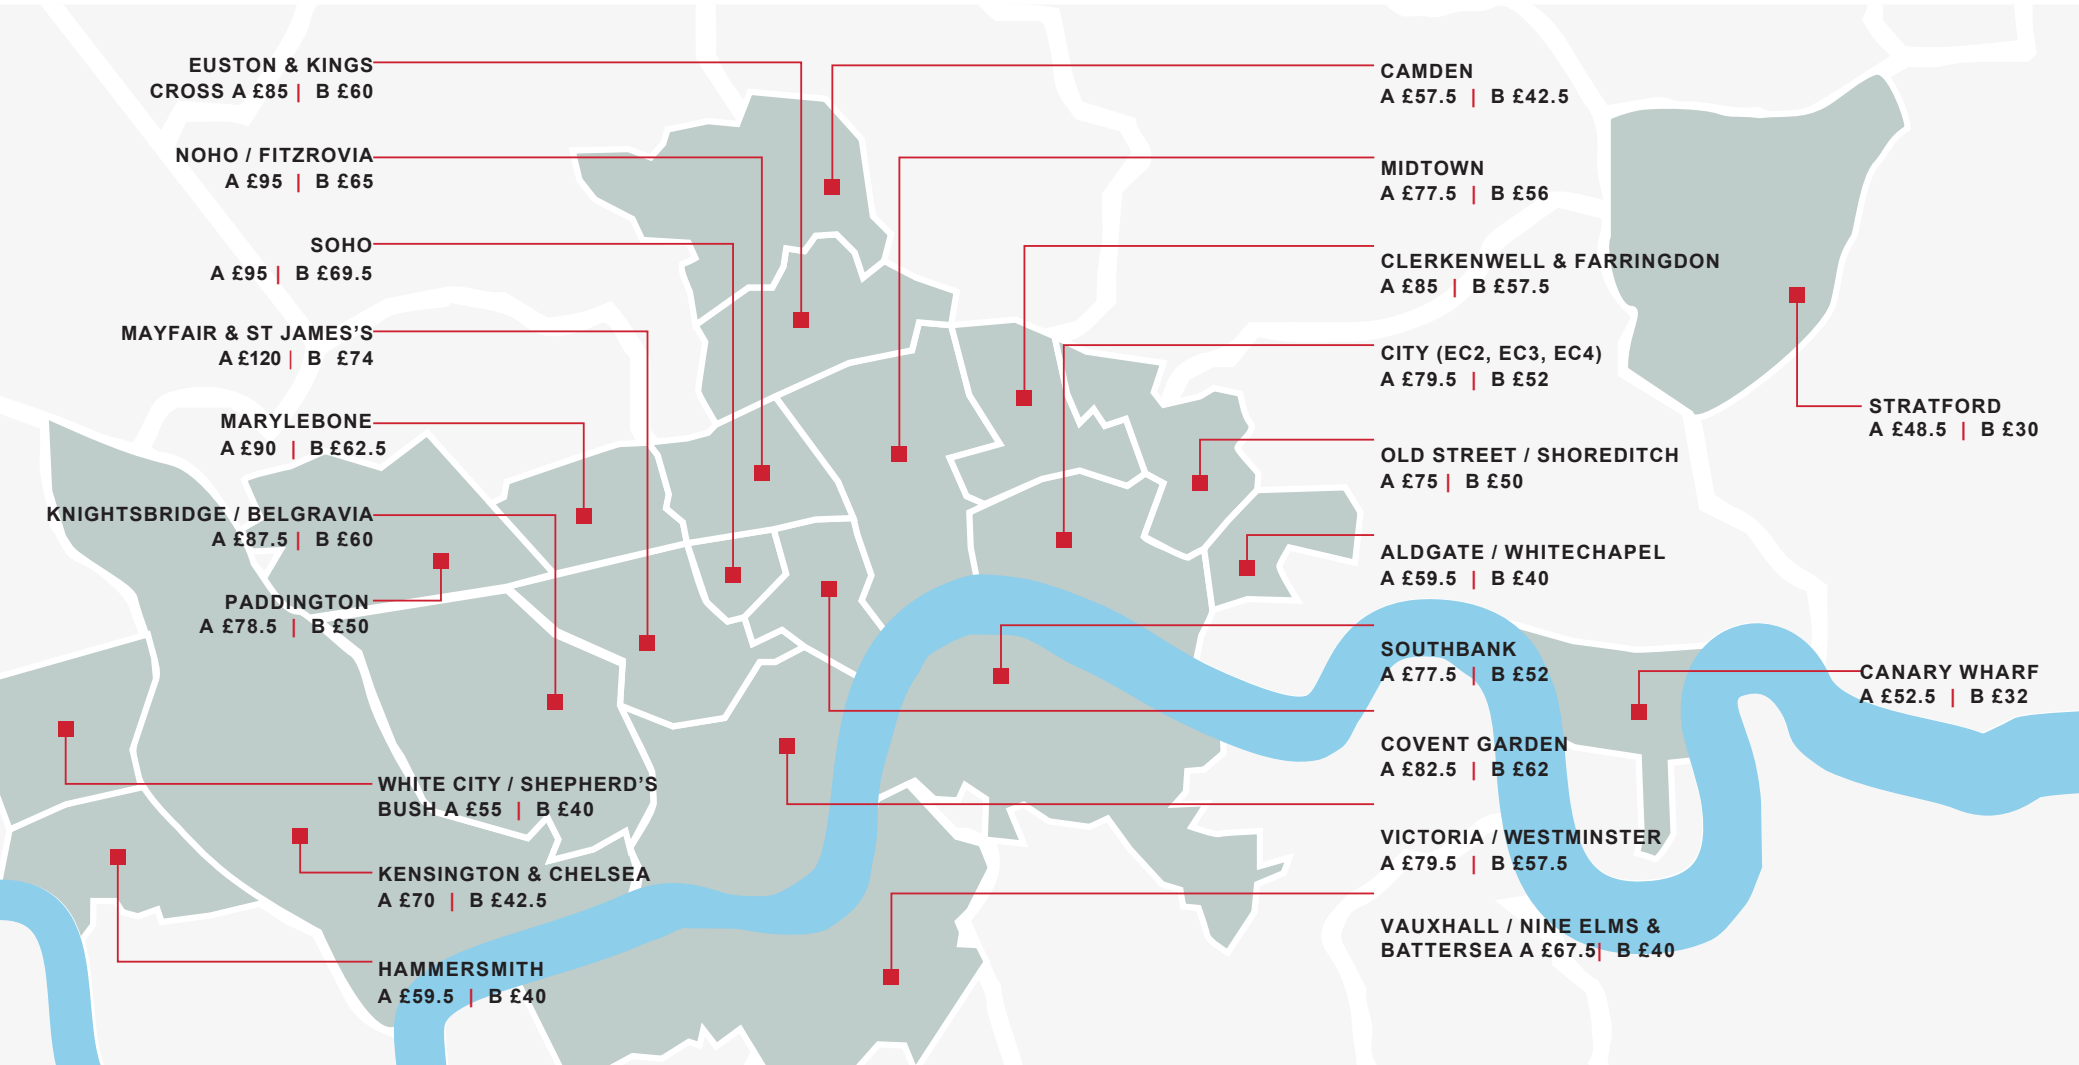 EUSTON & KINGS
CROSS A £85 | B £60
NOHO / FITZROVIA
A £95 | B £65
SOHO
A £95 | B £69.5
MAYFAIR & ST JAMES’S
A £120 | B £74
MARYLEBONE
A £90 | B £62.5
KNIGHTSBRIDGE / BELGRAVIA
A £87.5 | B £60
PADDINGTON
A £78.5 | B £50
WHITE CITY / SHEPHERD’S
BUSH A £55 | B £40
KENSINGTON & CHELSEA
A £70 | B £42.5
HAMMERSMITH
A £59.5 | B £40
CAMDEN
A £57.5 | B £42.5
MIDTOWN
A £77.5 | B £56
CLERKENWELL & FARRINGDON
A £85 | B £57.5
CITY (EC2, EC3, EC4)
A £79.5 | B £52
OLD STREET / SHOREDITCH
A £75 | B £50
ALDGATE / WHITECHAPEL
A £59.5 | B £40
SOUTHBANK
A £77.5 | B £52
COVENT GARDEN
A £82.5 | B £62
VICTORIA / WESTMINSTER
A £79.5 | B £57.5
VAUXHALL / NINE ELMS &
BATTERSEA A £67.5| B £40
STRATFORD
A £48.5 | B £30
CANARY WHARF
A £52.5 | B £32